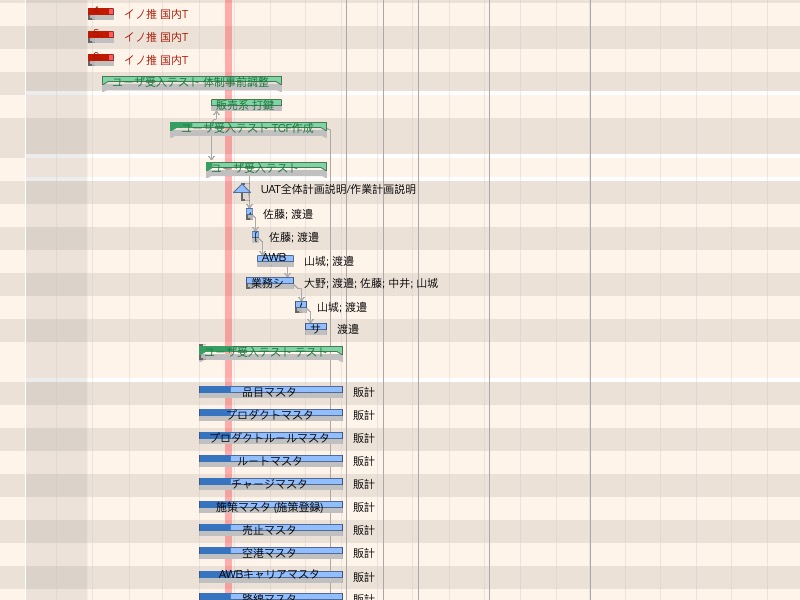 イノ推 国内T
イノ推 国内T
イノ推 国内T
ユーザ受入テスト 体制事前調整
販売系 打鍵
ユーザ受入テスト TCF作成
ユーザ受入テスト
UAT全体計画説明/作業計画説明
佐藤; 渡邉
佐藤; 渡邉
AWB 山城; 渡邉
業務シ 大野; 渡邉; 佐藤; 中井; 山城
山城; 渡邉
サ 渡邉
ユーザ受入テスト テスト
品目マスタ 販計
プロダクトマスタ 販計
プロダクトルールマスタ 販計
ルートマスタ 販計
チャージマスタ 販計
施策マスタ (施策登録) 販計
売止マスタ 販計
空港マスタ 販計
AWBキャリアマスタ 販計
路線マスタ 販計